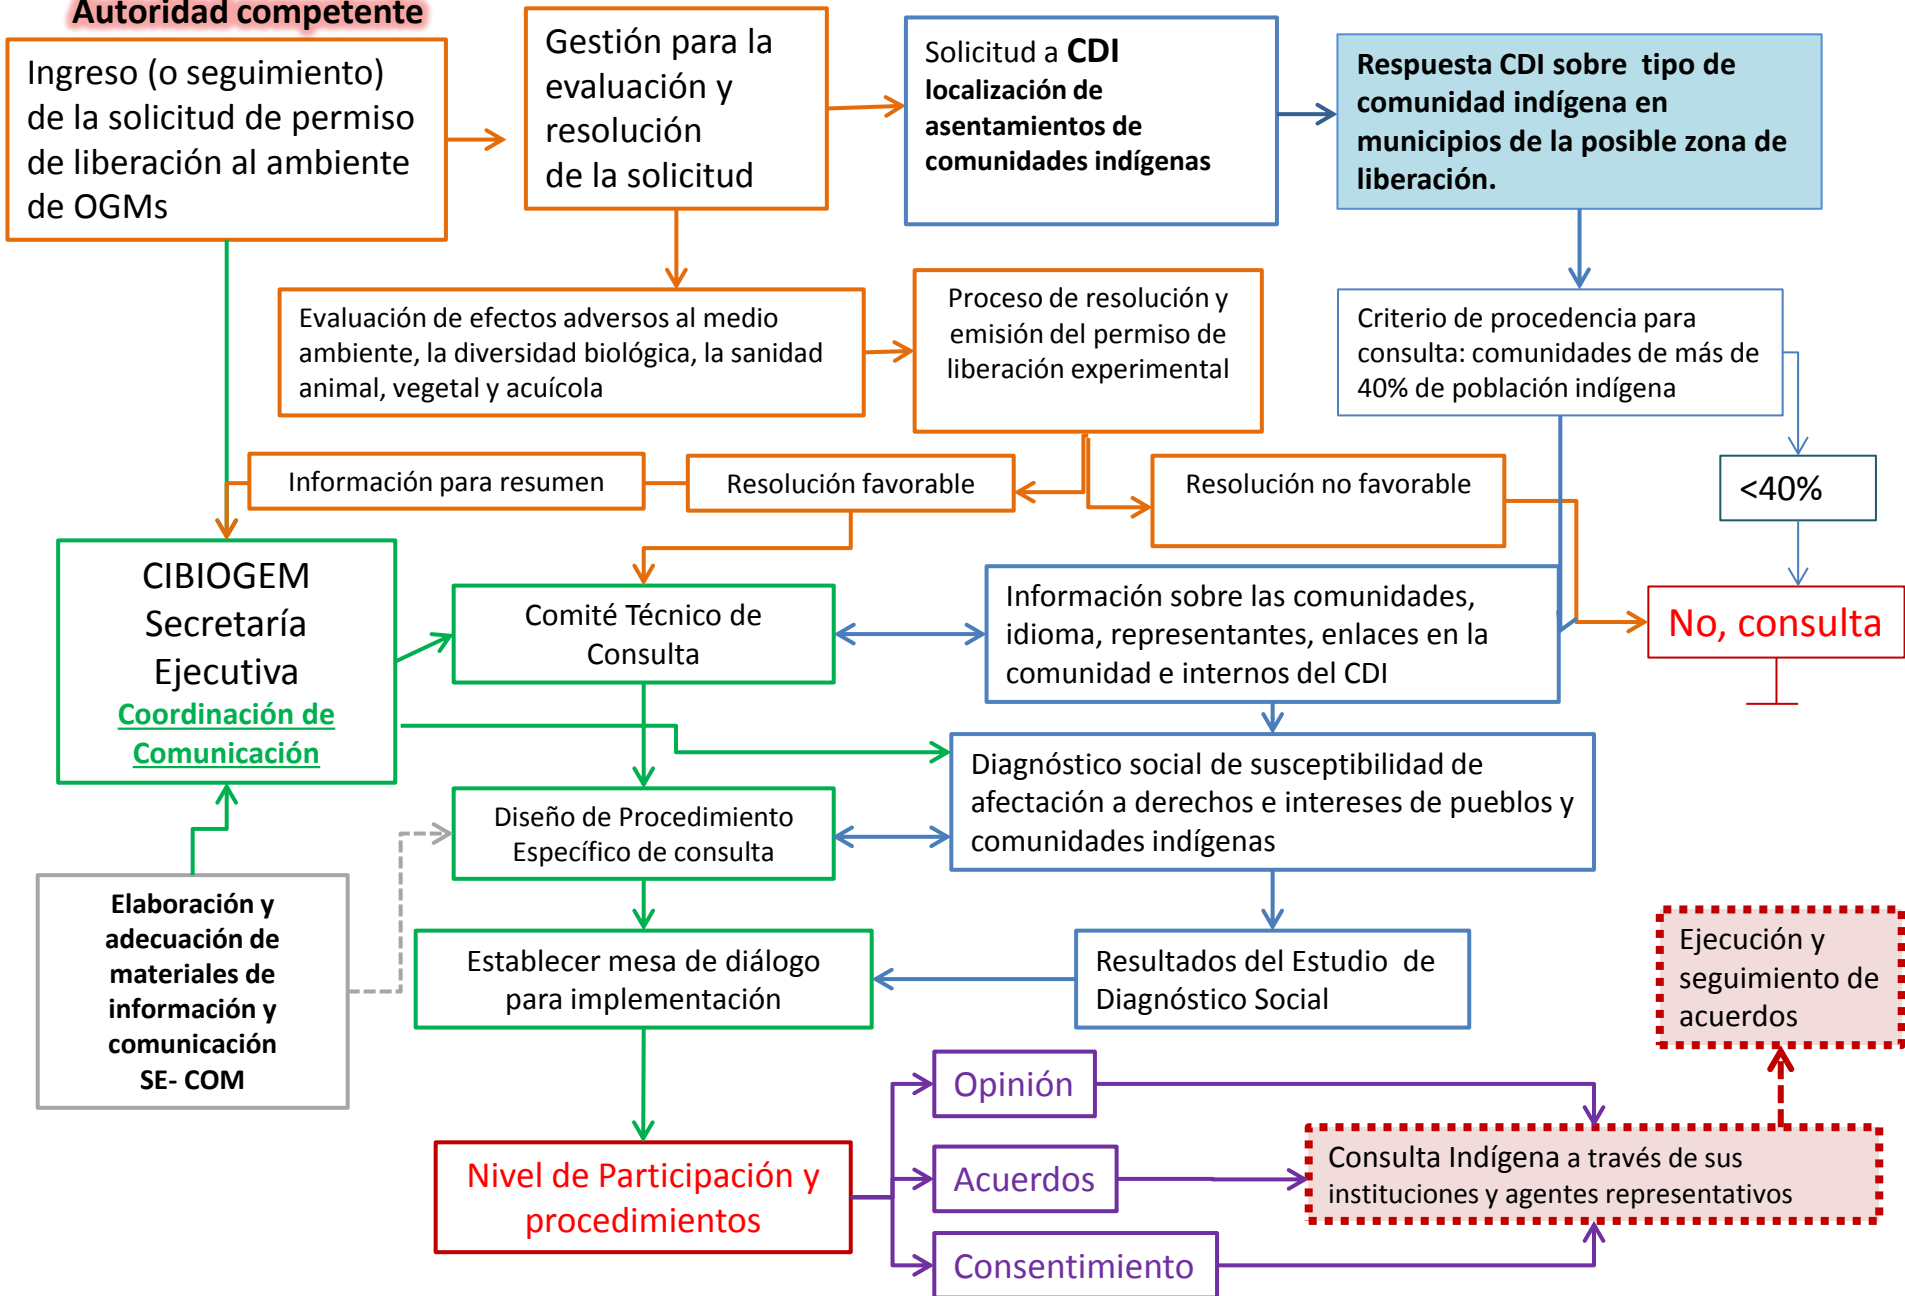 Autoridad competente
Ingreso (o seguimiento)
de la solicitud de permiso
de liberación al ambiente
de OGMs
Gestión para la
evaluación y
resolución
de la solicitud
Solicitud a CDI
localización de
asentamientos de
comunidades indígenas
Respuesta CDI sobre tipo de
comunidad indígena en
municipios de la posible zona de
liberación.
Evaluación de efectos adversos al medio
ambiente, la diversidad biológica, la sanidad
animal, vegetal y acuícola
Proceso de resolución y
emisión del permiso de
liberación experimental
Criterio de procedencia para
consulta: comunidades de más de
40% de población indígena
Información para resumen
Resolución favorable
Resolución no favorable
<40%
CIBIOGEM
Secretaría
Ejecutiva
Coordinación de
Comunicación
Comité Técnico de
Consulta
Información sobre las comunidades,
idioma, representantes, enlaces en la
comunidad e internos del CDI
No, consulta
Diseño de Procedimiento
Específico de consulta
Diagnóstico social de susceptibilidad de
afectación a derechos e intereses de pueblos y
comunidades indígenas
Elaboración y
adecuación de
materiales de
información y
comunicación
SE- COM
Establecer mesa de diálogo
para implementación
Resultados del Estudio de
Diagnóstico Social
Ejecución y
seguimiento de
acuerdos
Nivel de Participación y
procedimientos
Opinión
Acuerdos
Consentimiento
Consulta Indígena a través de sus
instituciones y agentes representativos